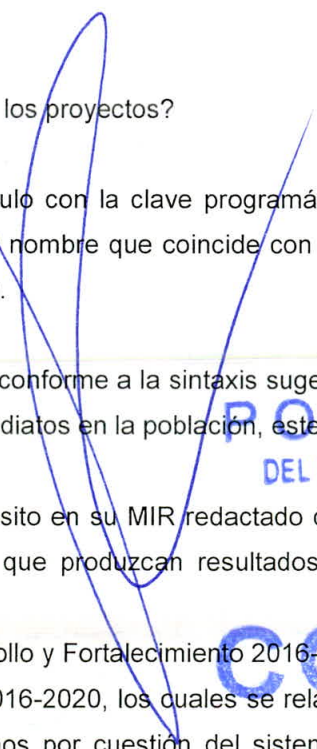 los proyectos?
ulo con la clave programá
nombre que coincide con
.
conforme a la sintaxis suge
diatos en la población, este
P O
DEL
sito en su MIR redactado
que produzcan resultados
ollo y Fortalecimiento 2016-
CO
016-2020, los cuales se rela
os por cuestión del sistem